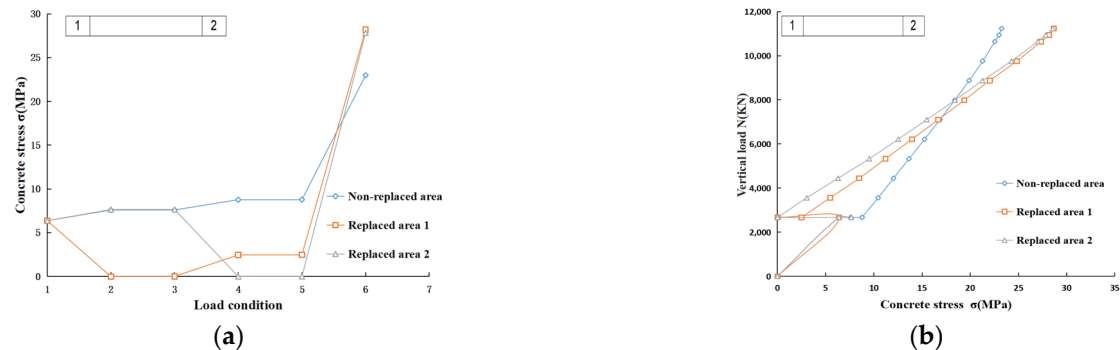 1 2
30
25
20
15
10
5
0
Concrete stress σ(MPa)
1 2 3 4 5 6 7
Load condition
Non-replaced area
Replaced area 1
Replaced area 2
(a)
1 2
12,000
10,000
8,000
6,000
4,000
2,000
0
Vertical load N(KN)
0 5 10 15 20 25 30 35
Concrete stress σ(MPa)
Non-replaced area
Replaced area 1
Replaced area 2
(b)